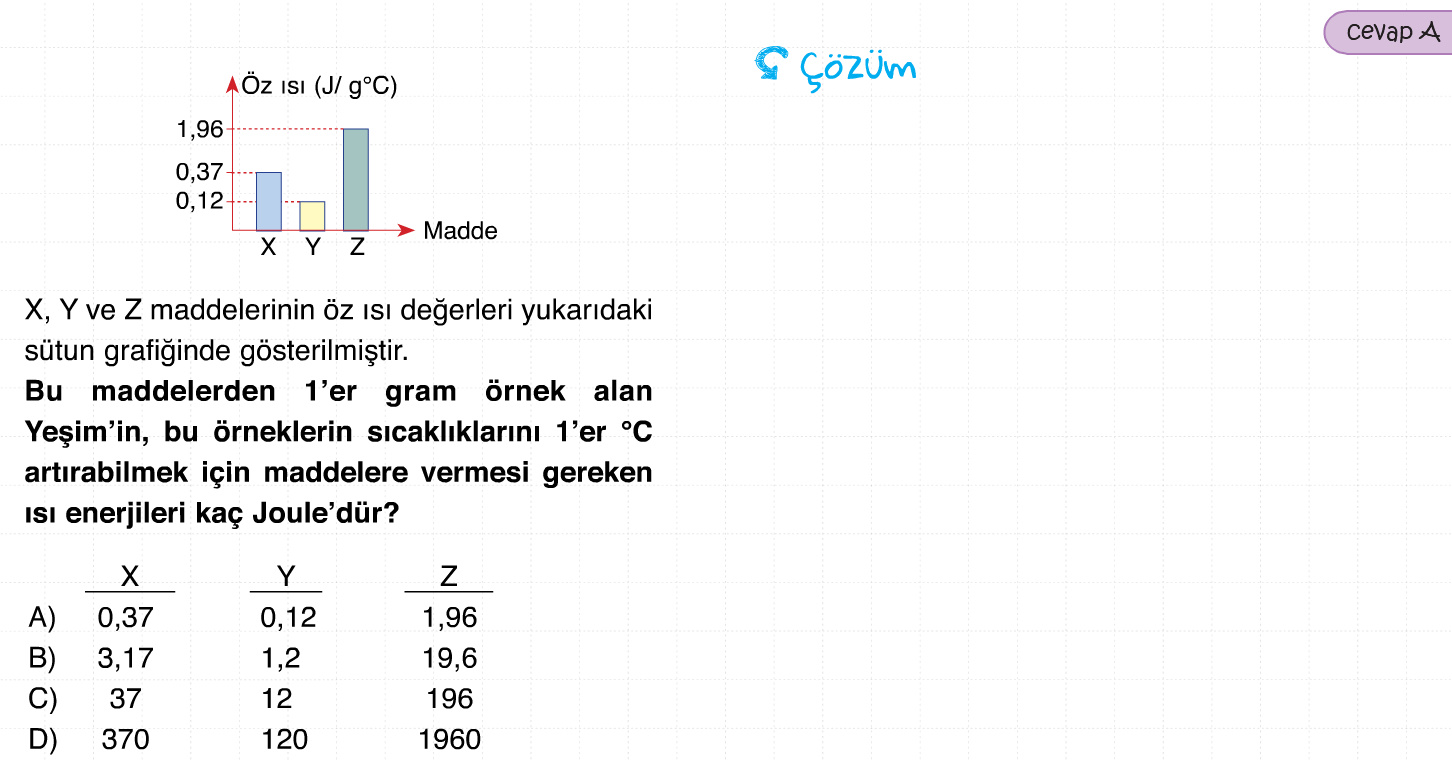 Cevap A
Çözüm
Öz ısı (J/ g°C)
1,96
0,37
0,12
X Y Z
Madde
X, Y ve Z maddelerinin öz ısı değerleri yukarıdaki
sütun grafiğinde gösterilmiştir.
Bu maddelerden 1’er gram örnek alan
Yeşim’in, bu örneklerin sıcaklıklarını 1’er °C
artırabilmek için maddelere vermesi gereken
ısı enerjileri kaç Joule’dür?
X Y Z
A) 0,37 0,12 1,96
B) 3,17 1,2 19,6
C) 37 12 196
D) 370 120 1960